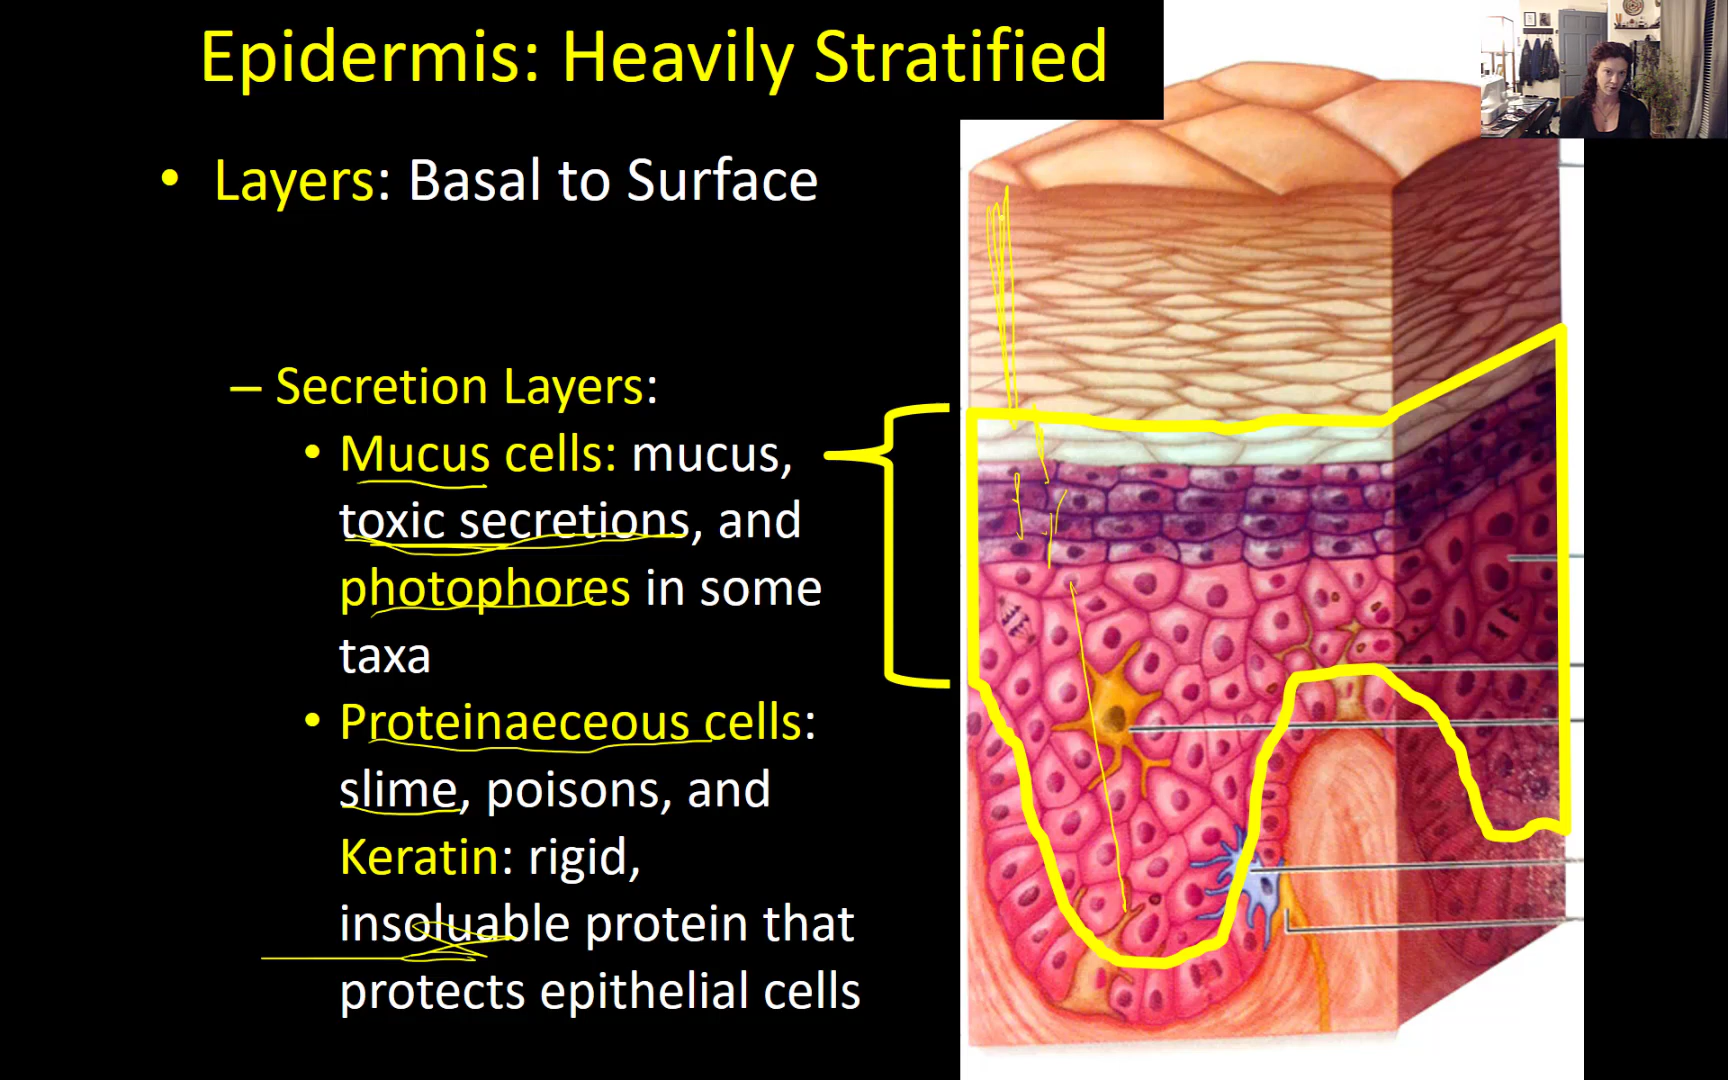 Epidermis: Heavily Stratified
• Layers: Basal to Surface
– Secretion Layers:
• Mucus cells: mucus,
toxic secretions, and
photophores in some
taxa
• Proteinaeceous cells:
slime, poisons, and
Keratin: rigid,
insoluable protein that
protects epithelial cells